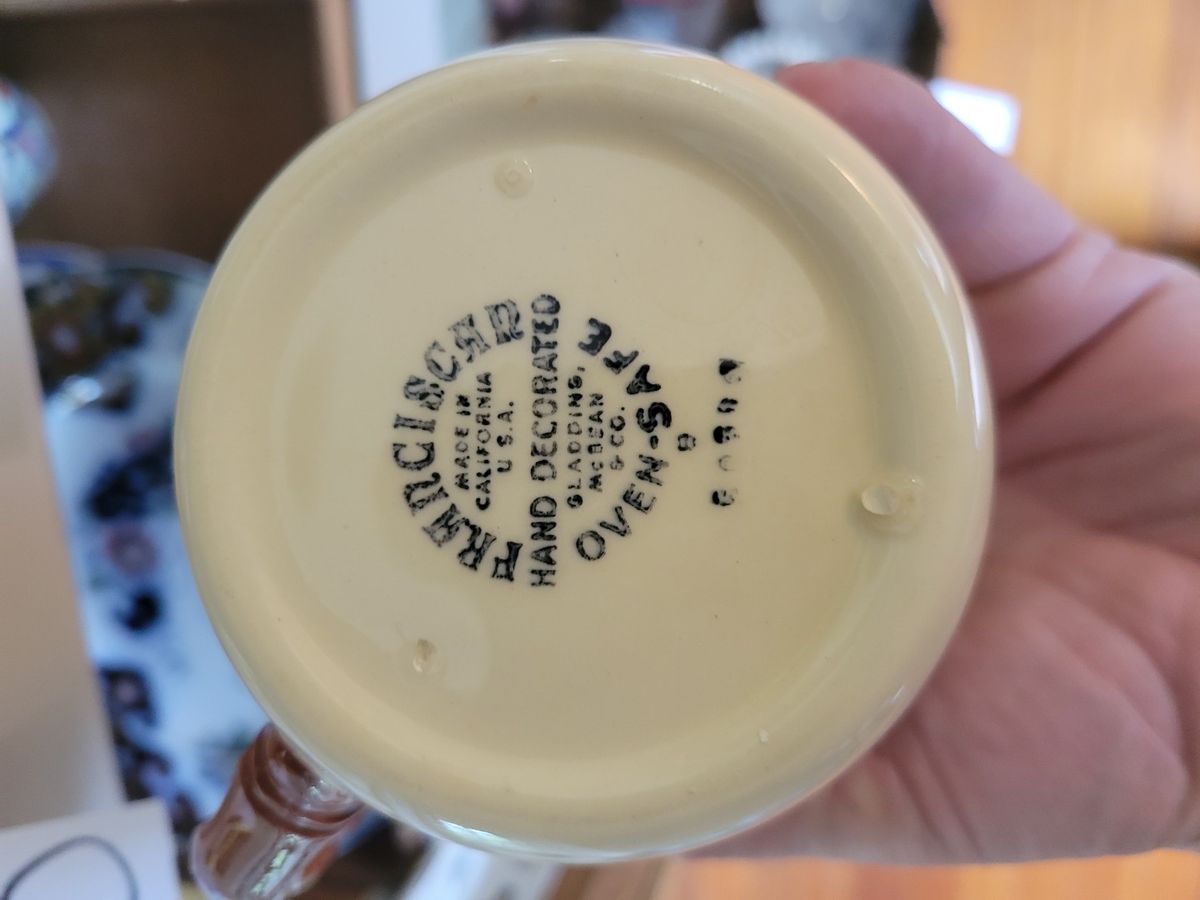 FRANCISCAN
MADE IN
CALIFORNIA
U.S.A.
HAND DECORATED
GLADDING,
McBEAN
& CO.
OVEN-SAFE